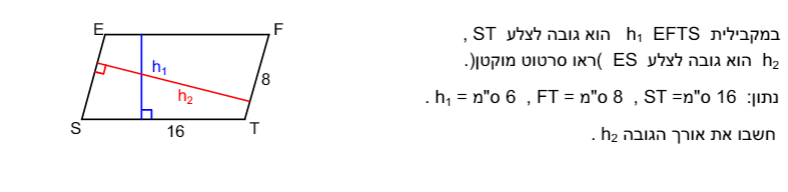 במקבילית EFTS h₁ הוא גובה לצלע ST ,
h₂ הוא גובה לצלע ES )ראו סרטוט מוקטן(.
נתון: ST = 16 ס"מ , FT = 8 ס"מ , h₁ = 6 ס"מ .
חשבו את אורך הגובה h₂ .
E
F
h₁
8
h₂
S
T
16